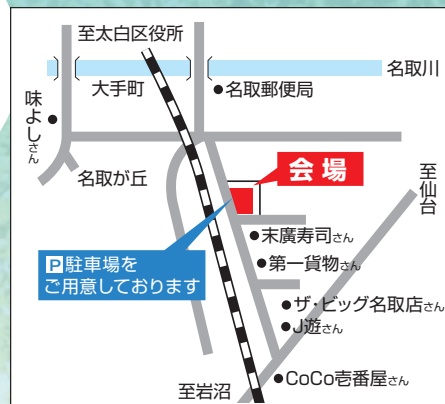 至太白区役所
名取川
大手町
●名取郵便局
味よしさん
名取が丘
会場
至仙台
P駐車場を
ご用意しております
●末廣寿司さん
●第一貨物さん
●ザ・ビッグ名取店さん
●J遊さん
●CoCo壱番屋さん
至岩沼